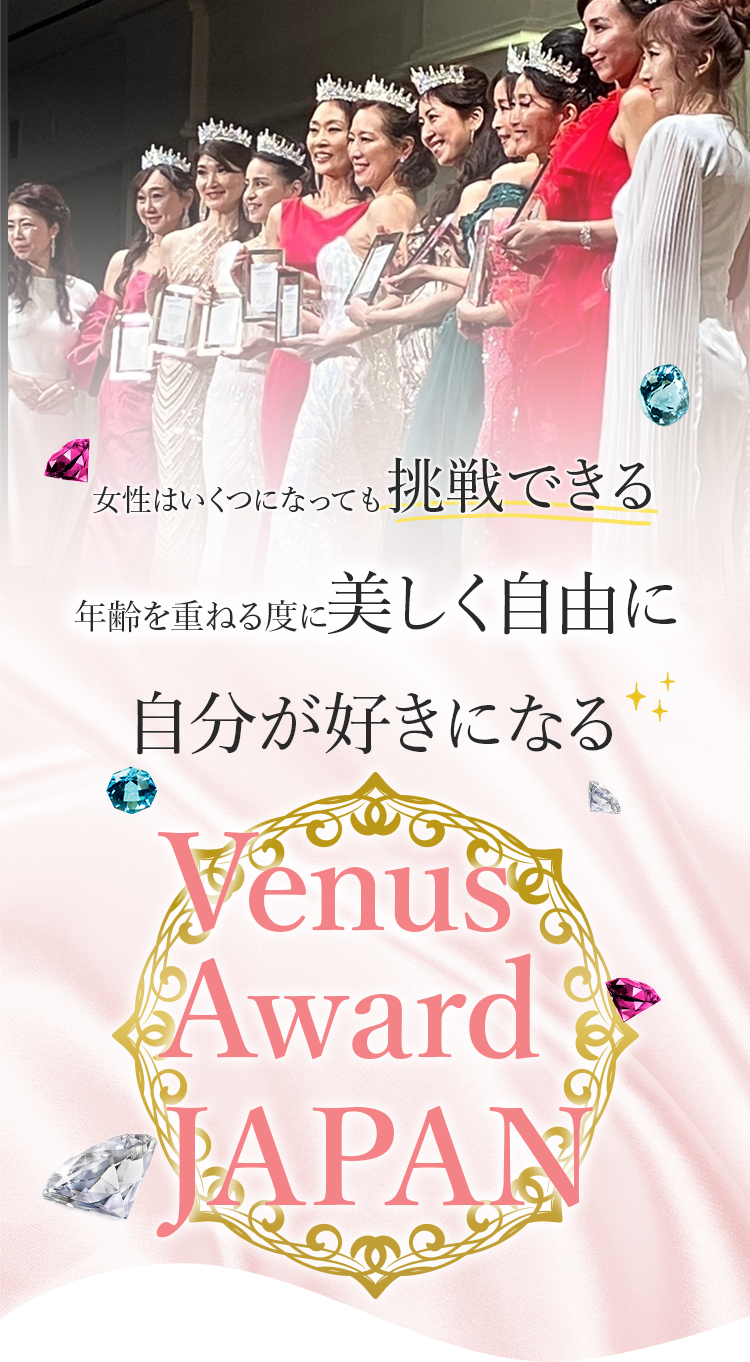 女性はいくつになっても挑戦できる
年齢を重ねる度に美しく自由に
自分が好きになる
Venus
Award
JAPAN